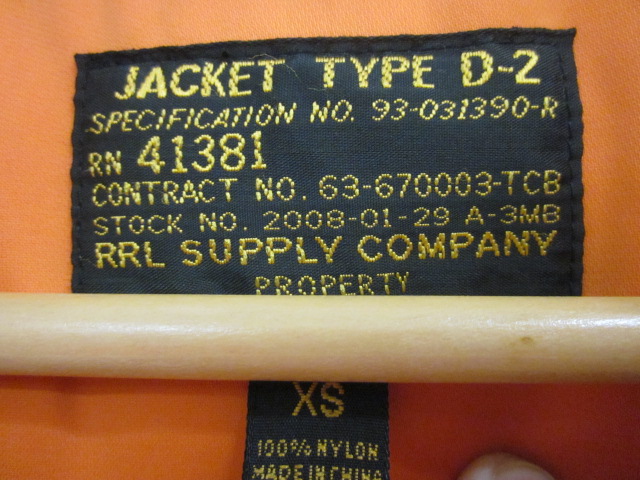 JACKET TYPE D-2
SPECIFICATION NO. 93-031390-R
RN 41381
CONTRACT NO. 63-670003-TCB
STOCK NO. 2008-01-29 A-3MB
RRL SUPPLY COMPANY
PROPERTY
XS
100% NYLON
MADE IN CHINA